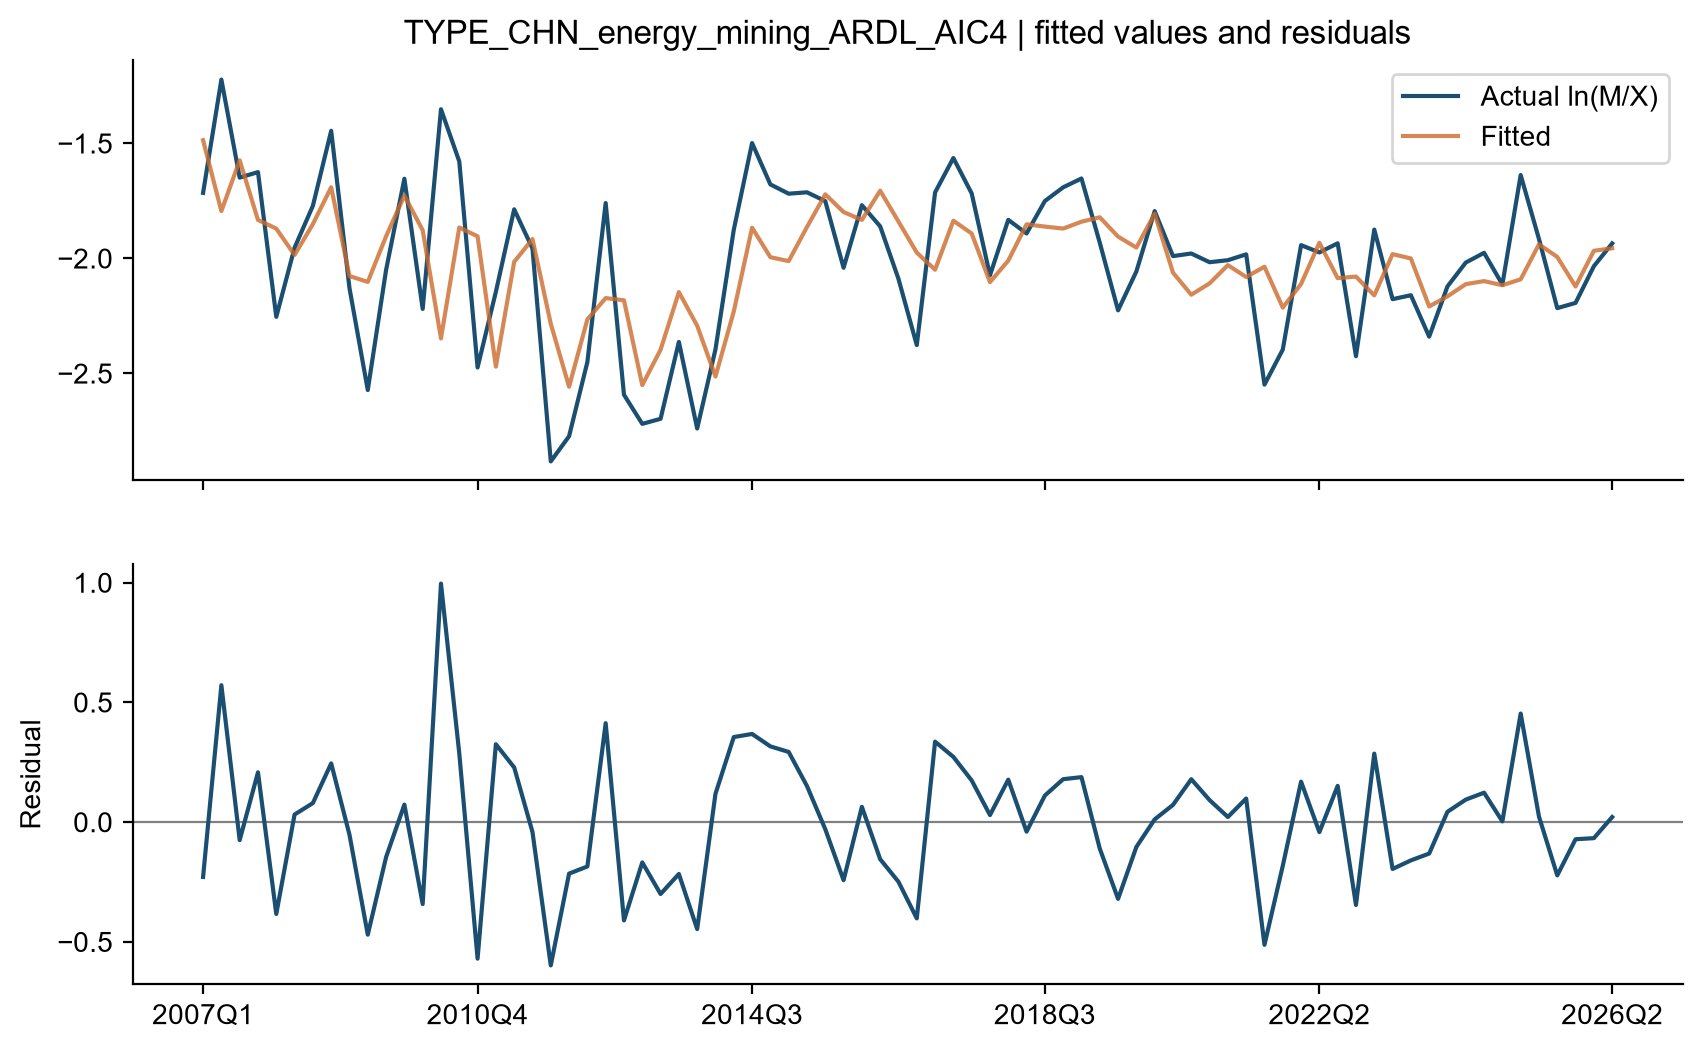 TYPE_CHN_energy_mining_ARDL_AIC4 | fitted values and residuals
Actual ln(M/X)
Fitted
−1.5
−2.0
−2.5
1.0
0.5
0.0
−0.5
Residual
2007Q1
2010Q4
2014Q3
2018Q3
2022Q2
2026Q2